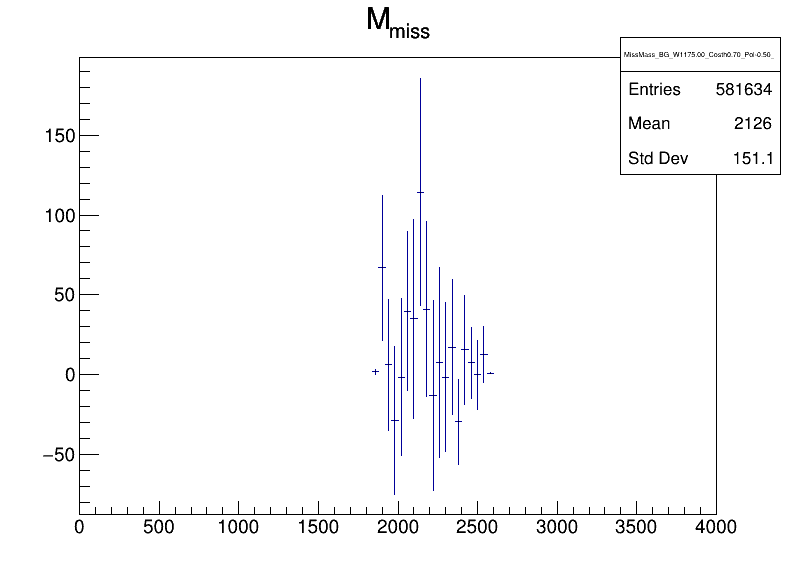 M_miss
MissMass_BG_W1175.00_Costh0.70_Pol-0.50_
Entries 581634
Mean 2126
Std Dev 151.1
150
100
50
0
−50
0 500 1000 1500 2000 2500 3000 3500 4000